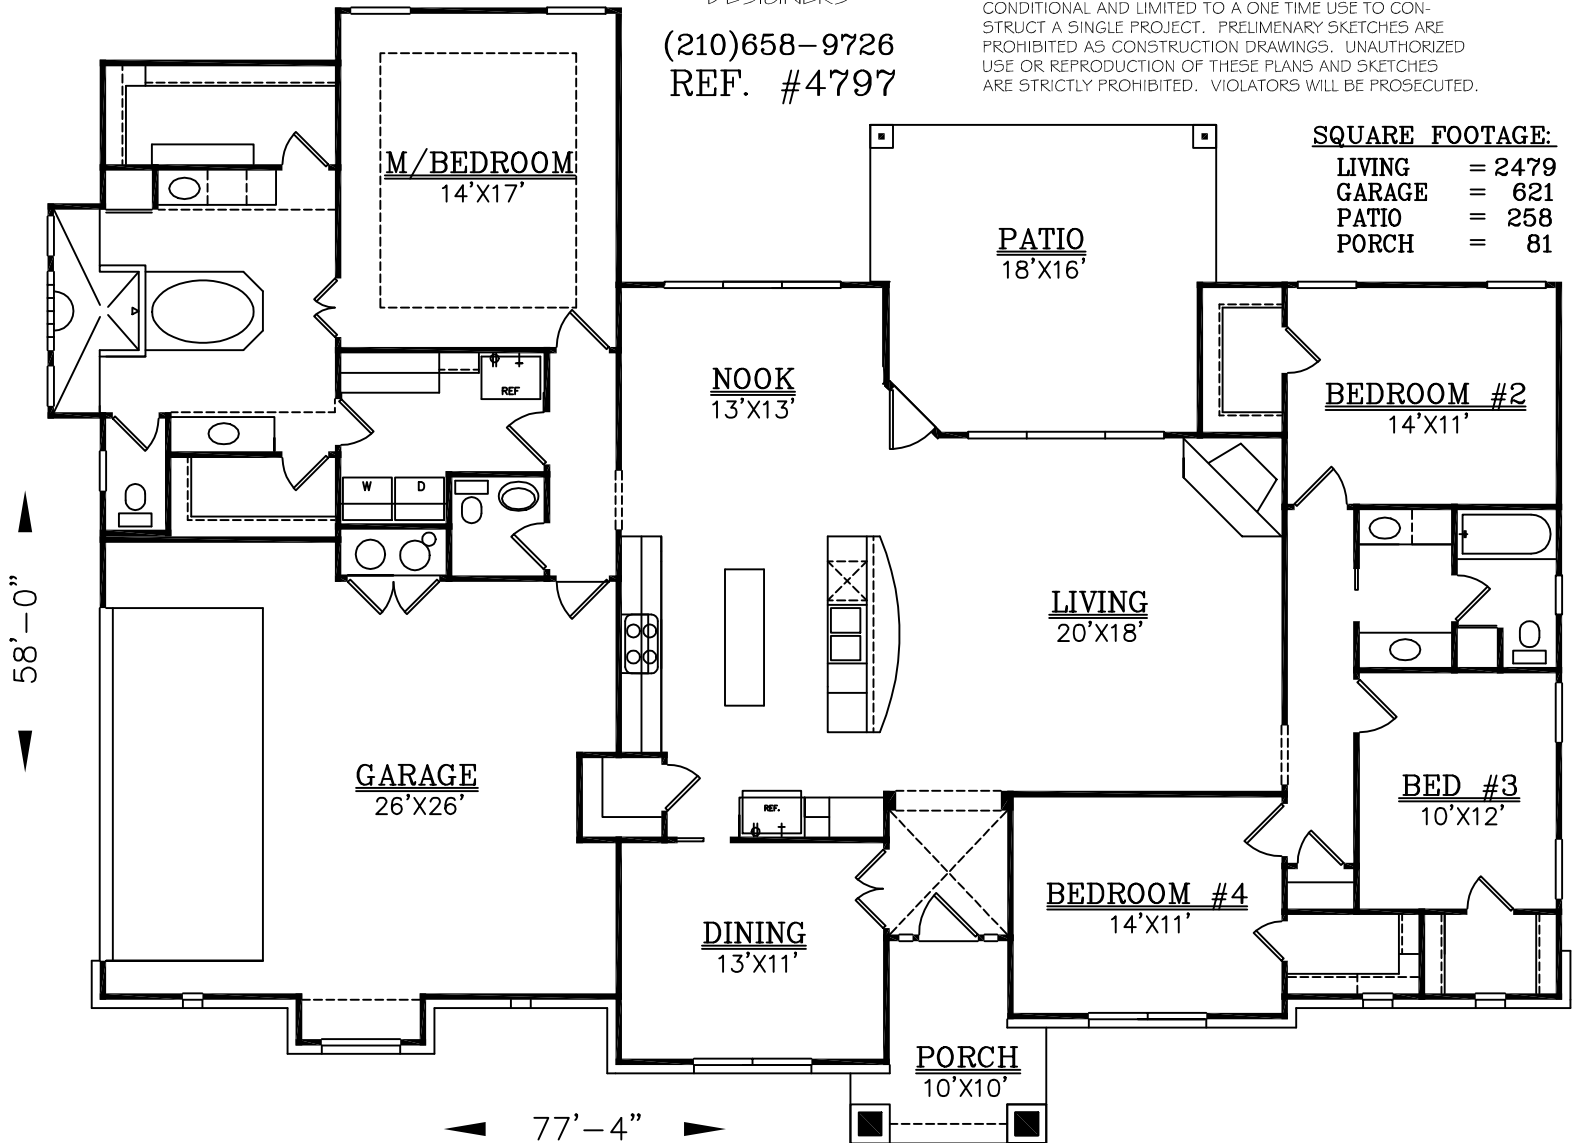 (210)658-9726
REF. #4797
CONDITIONAL AND LIMITED TO A ONE TIME USE TO CON-
STRUCT A SINGLE PROJECT. PRELIMENARY SKETCHES ARE
PROHIBITED AS CONSTRUCTION DRAWINGS. UNAUTHORIZED
USE OR REPRODUCTION OF THESE PLANS AND SKETCHES
ARE STRICTLY PROHIBITED. VIOLATORS WILL BE PROSECUTED.
SQUARE FOOTAGE:
LIVING = 2479
GARAGE = 621
PATIO = 258
PORCH = 81
M/BEDROOM
14'X17'
PATIO
18'X16'
NOOK
13'X13'
REF
BEDROOM #2
14'X11'
W
D
LIVING
20'X18'
58'-0"
GARAGE
26'X26'
REF.
BED #3
10'X12'
BEDROOM #4
14'X11'
DINING
13'X11'
PORCH
10'X10'
77'-4"